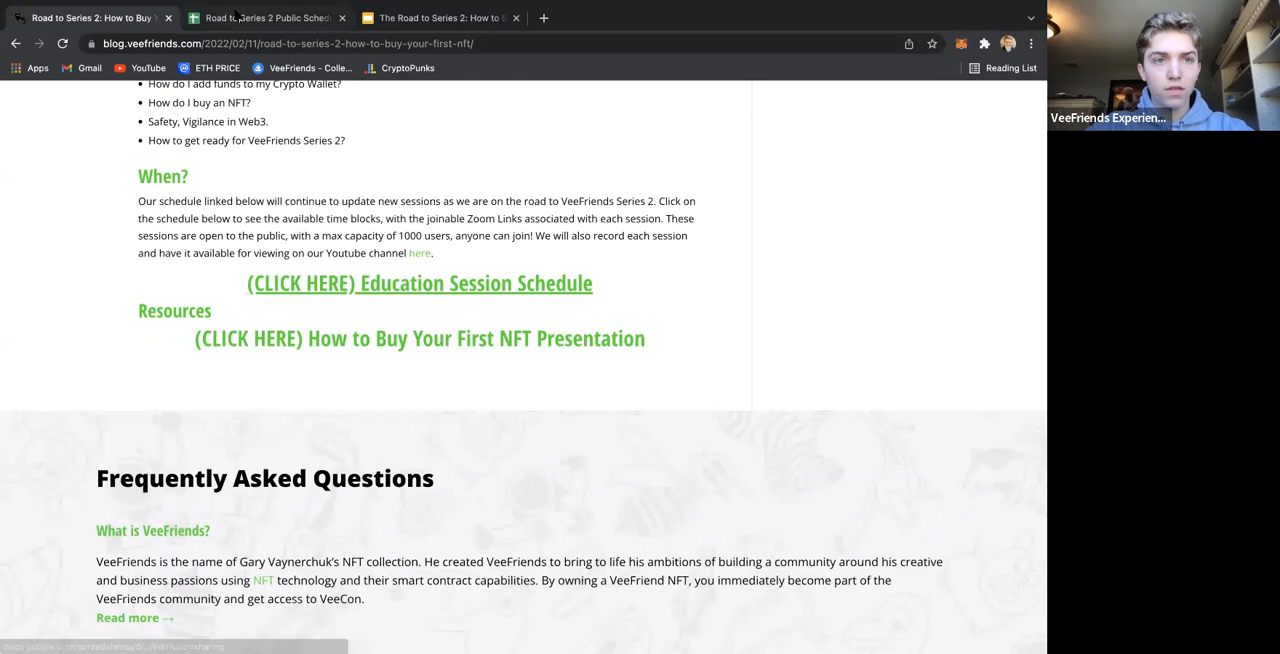 Road to Series 2: How to Buy
Road to Series 2 Public Sched
The Road to Series 2: How to B
blog.veefriends.com/2022/02/11/road-to-series-2-how-to-buy-your-first-nft/
Apps
Gmail
YouTube
ETH PRICE
VeeFriends - Colle...
CryptoPunks
Reading List
• How do I add funds to my Crypto Wallet?
• How do I buy an NFT?
• Safety, Vigilance in Web3.
• How to get ready for VeeFriends Series 2?
When?
Our schedule linked below will continue to update new sessions as we are on the road to VeeFriends Series 2. Click on
the schedule below to see the available time blocks, with the joinable Zoom Links associated with each session. These
sessions are open to the public, with a max capacity of 1000 users, anyone can join! We will also record each session
and have it available for viewing on our Youtube channel here.
(CLICK HERE) Education Session Schedule
Resources
(CLICK HERE) How to Buy Your First NFT Presentation
Frequently Asked Questions
What is VeeFriends?
VeeFriends is the name of Gary Vaynerchuk's NFT collection. He created VeeFriends to bring to life his ambitions of building a community around his creative
and business passions using NFT technology and their smart contract capabilities. By owning a VeeFriend NFT, you immediately become part of the
VeeFriends community and get access to VeeCon.
Read more →
VeeFriends Experien...